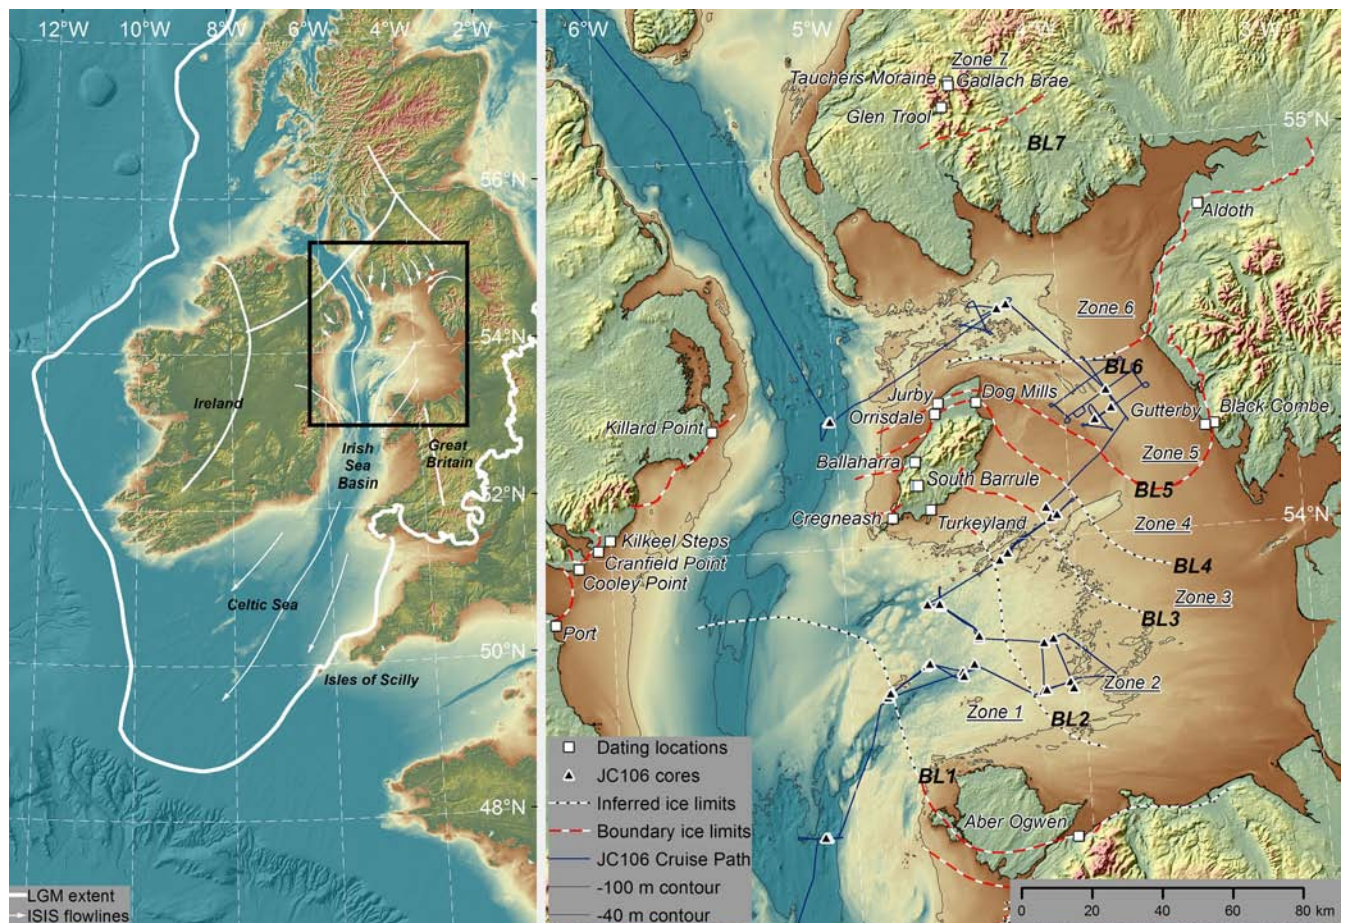 12°W
10°W
8°W
6°W
4°W
2°W
56°N
54°N
52°N
50°N
48°N
Ireland
Irish
Sea
Basin
Great
Britain
Celtic Sea
Isles of Scilly
LGM extent
ISIS flowlines
6°W
5°W
4°W
3°W
55°N
54°N
Zone 7
Tauchers Moraine
Gadlach Brae
Glen Trool
BL7
Aldoth
Zone 6
BL6
Jurby
Dog Mills
Orrisdale
Gutterby
Black Combe
Killard Point
Ballaharra
Zone 5
South Barrule
BL5
Cregneash
Turkeyland
Zone 4
Kilkeel Steps
Cranfield Point
Cooley Point
BL4
Zone 3
BL3
Port
Zone 2
Zone 1
BL2
BL1
Aber Ogwen
Dating locations
JC106 cores
Inferred ice limits
Boundary ice limits
JC106 Cruise Path
-100 m contour
-40 m contour
0 20 40 60 80 km